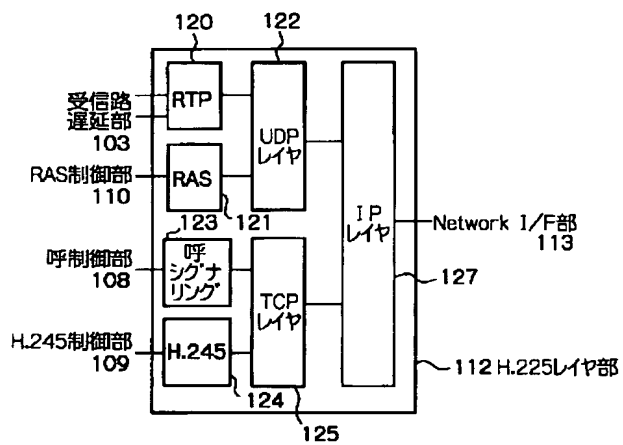 120
122
受信路
遅延部
103
RTP
UDP
レイヤ
RAS制御部
110
RAS
121
IP
レイヤ
Network I/F部
113
123
呼制御部
108
呼
シグナ
リング
TCP
レイヤ
127
H.245制御部
109
H.245
124
112 H.225レイヤ部
125